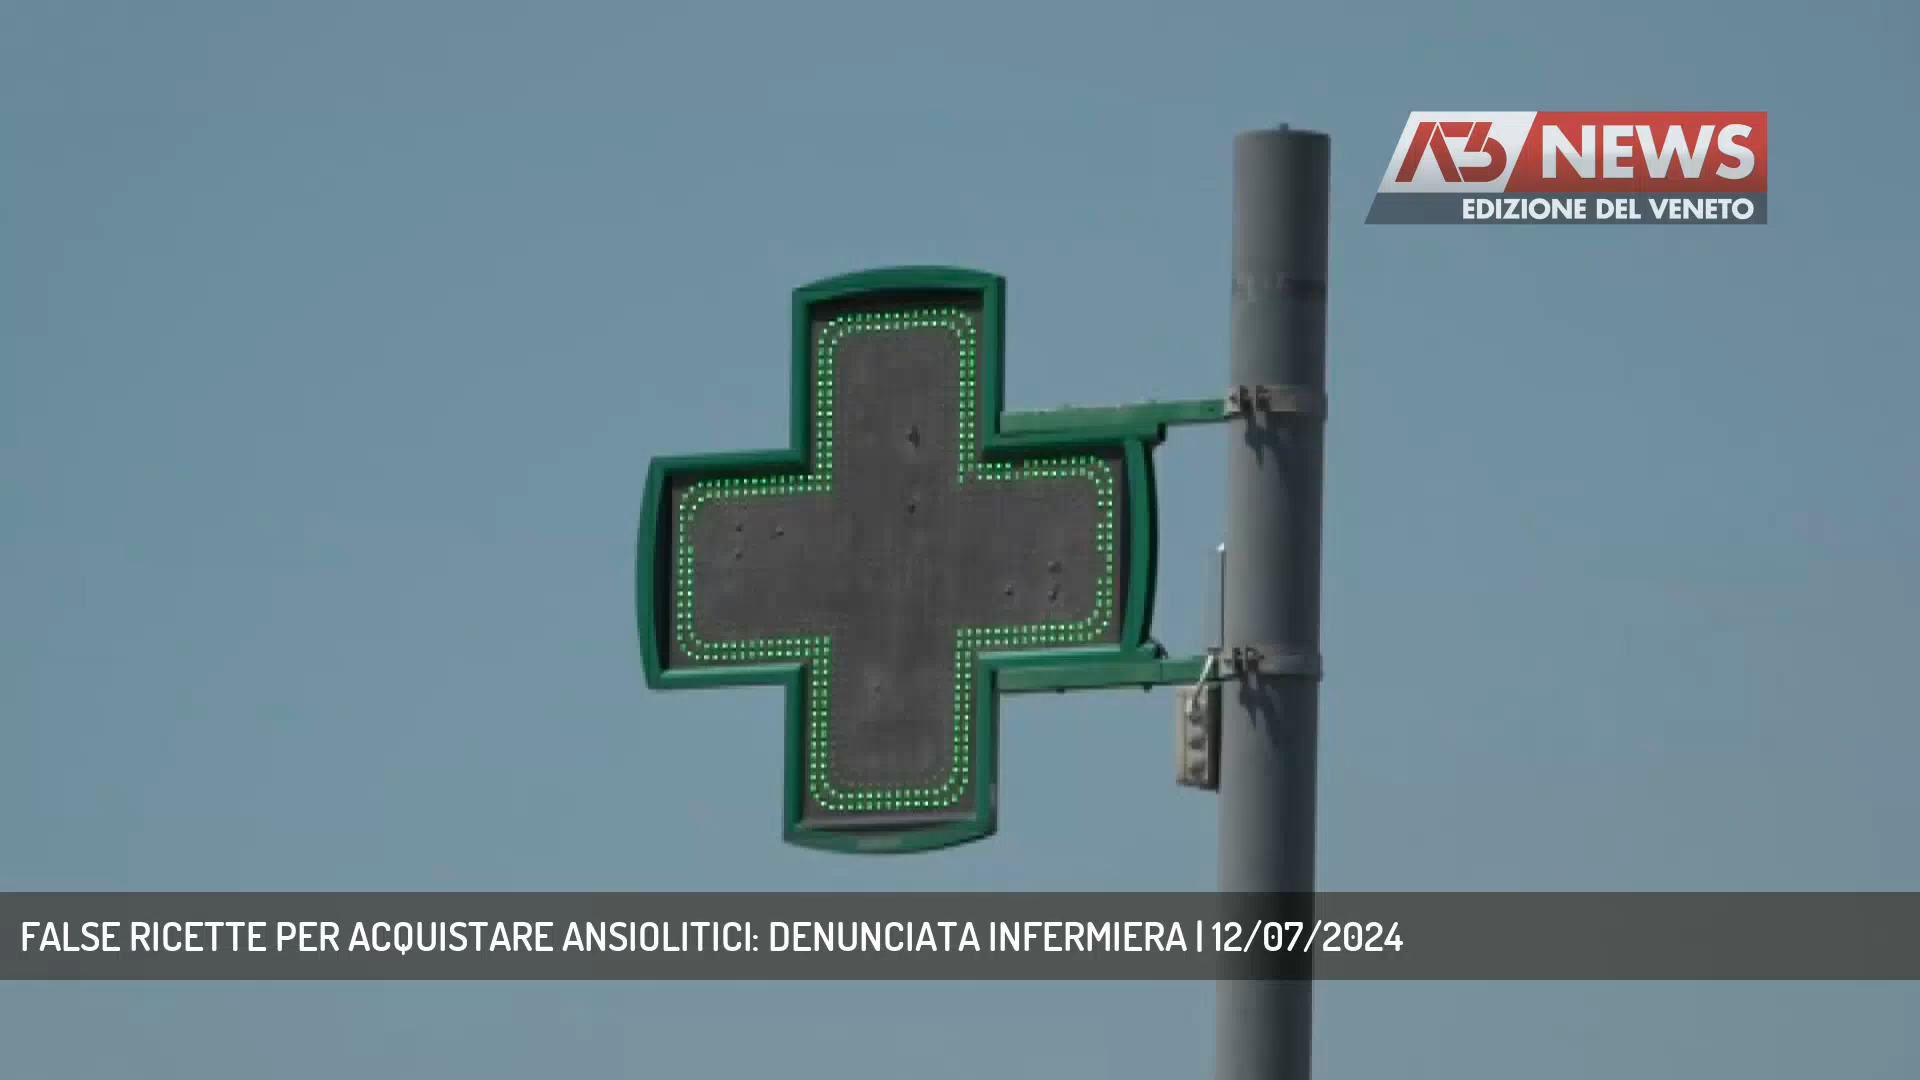 A3 NEWS
EDIZIONE DEL VENETO
FALSE RICETTE PER ACQUISTARE ANSIOLITICI: DENUNCIATA INFERMIERA | 12/07/2024